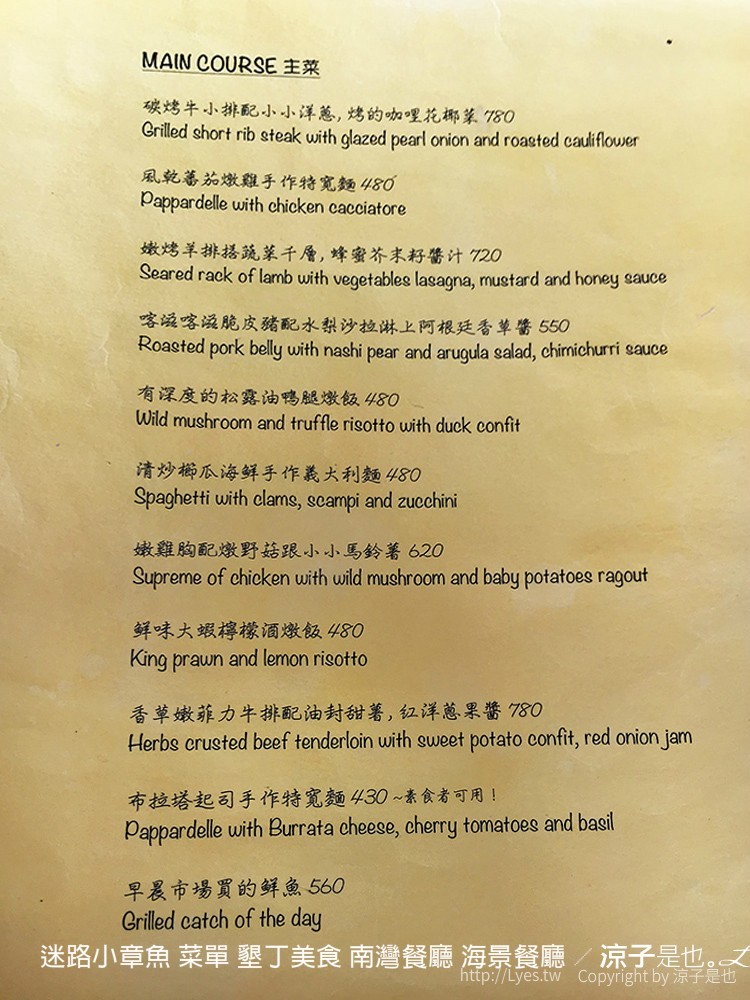 MAIN COURSE 主菜
碳烤牛小排配小小洋蔥, 烤的咖哩花椰菜 780
Grilled short rib steak with glazed pearl onion and roasted cauliflower
風乾蕃茄燉雞手作特寬麵 480
Pappardelle with chicken cacciatore
嫩烤羊排搭蔬菜千層, 蜂蜜芥末籽醬汁 720
Seared rack of lamb with vegetables lasagna, mustard and honey sauce
喀滋喀滋脆皮豬配水梨沙拉淋上阿根廷香草醬 550
Roasted pork belly with nashi pear and arugula salad, chimichurri sauce
有深度的松露油鴨腿燉飯 480
Wild mushroom and truffle risotto with duck confit
清炒櫛瓜海鮮手作義大利麵 480
Spaghetti with clams, scampi and zucchini
嫩雞胸配燉野菇跟小小馬鈴薯 620
Supreme of chicken with wild mushroom and baby potatoes ragout
鮮味大蝦檸檬酒燉飯 480
King prawn and lemon risotto
香草嫩菲力牛排配油封甜薯, 紅洋蔥果醬 780
Herbs crusted beef tenderloin with sweet potato confit, red onion jam
布拉塔起司手作特寬麵 430 ~素食者可用!
Pappardelle with Burrata cheese, cherry tomatoes and basil
早晨市場買的鮮魚 560
Grilled catch of the day
迷路小章魚 菜單 墾丁美食 南灣餐廳 海景餐廳 / 涼子是也。L
http://Lyes.tw Copyright by 涼子是也